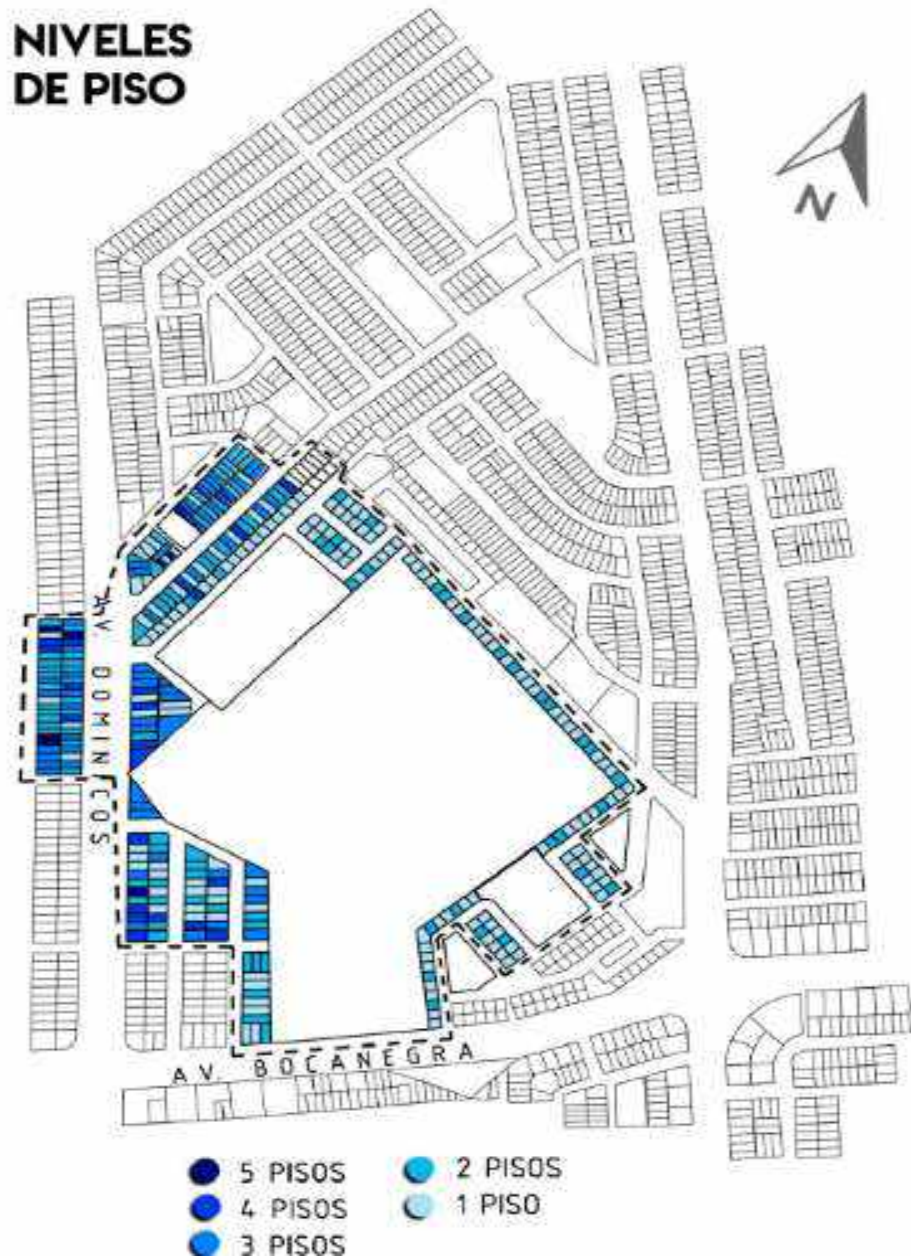 NIVELES
DE PISO
N
AV. DOMINICOS
AV BOCANEGRA
5 PISOS
4 PISOS
3 PISOS
2 PISOS
1 PISO